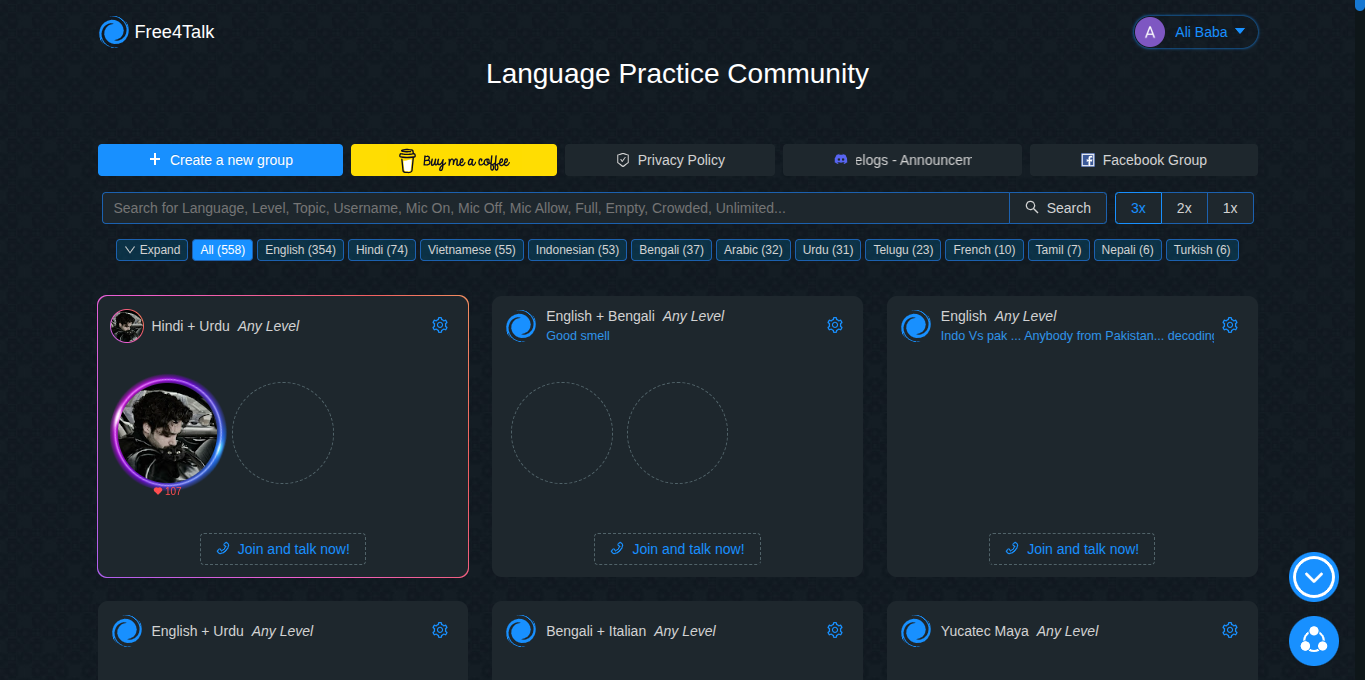 Free4Talk
A Ali Baba
Language Practice Community
Create a new group
Buy me a coffee
Privacy Policy
elogs - Announcem
Facebook Group
Search for Language, Level, Topic, Username, Mic On, Mic Off, Mic Allow, Full, Empty, Crowded, Unlimited...
Search
3x 2x 1x
Expand All (558) English (354) Hindi (74) Vietnamese (55) Indonesian (53) Bengali (37) Arabic (32) Urdu (31) Telugu (23) French (10) Tamil (7) Nepali (6) Turkish (6)
Hindi + Urdu Any Level
107
Join and talk now!
English + Bengali Any Level
Good smell
Join and talk now!
English Any Level
Indo Vs pak ... Anybody from Pakistan... decoding
Join and talk now!
English + Urdu Any Level
Bengali + Italian Any Level
Yucatec Maya Any Level